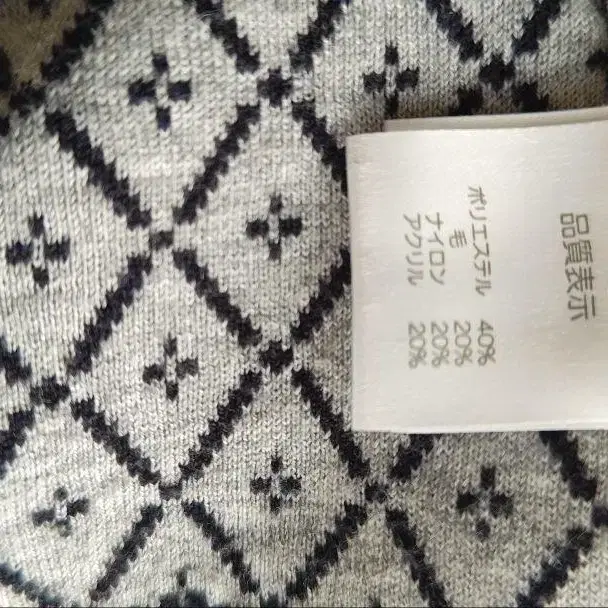 品質表示
ポリエステル 40%
毛 20%
ナイロン 20%
アクリル 20%